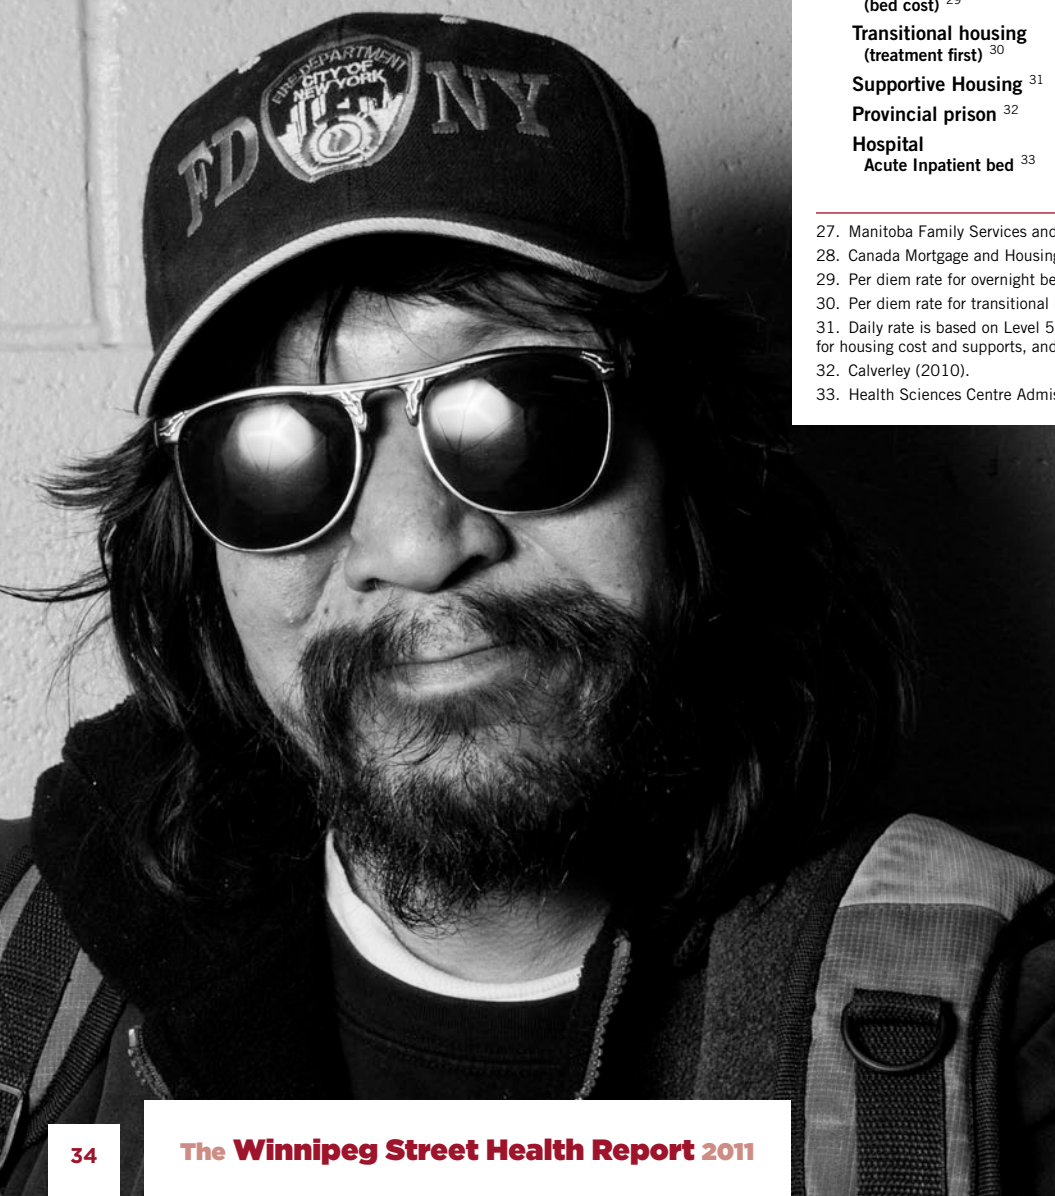 FIRE DEPARTMENT
CITY OF
NEW YORK
FD NY
(bed cost) 29
Transitional housing
(treatment first) 30
Supportive Housing 31
Provincial prison 32
Hospital
Acute Inpatient bed 33
27. Manitoba Family Services and
28. Canada Mortgage and Housing
29. Per diem rate for overnight be
30. Per diem rate for transitional
31. Daily rate is based on Level 5
for housing cost and supports, and
32. Calverley (2010).
33. Health Sciences Centre Admis
34
The Winnipeg Street Health Report 2011